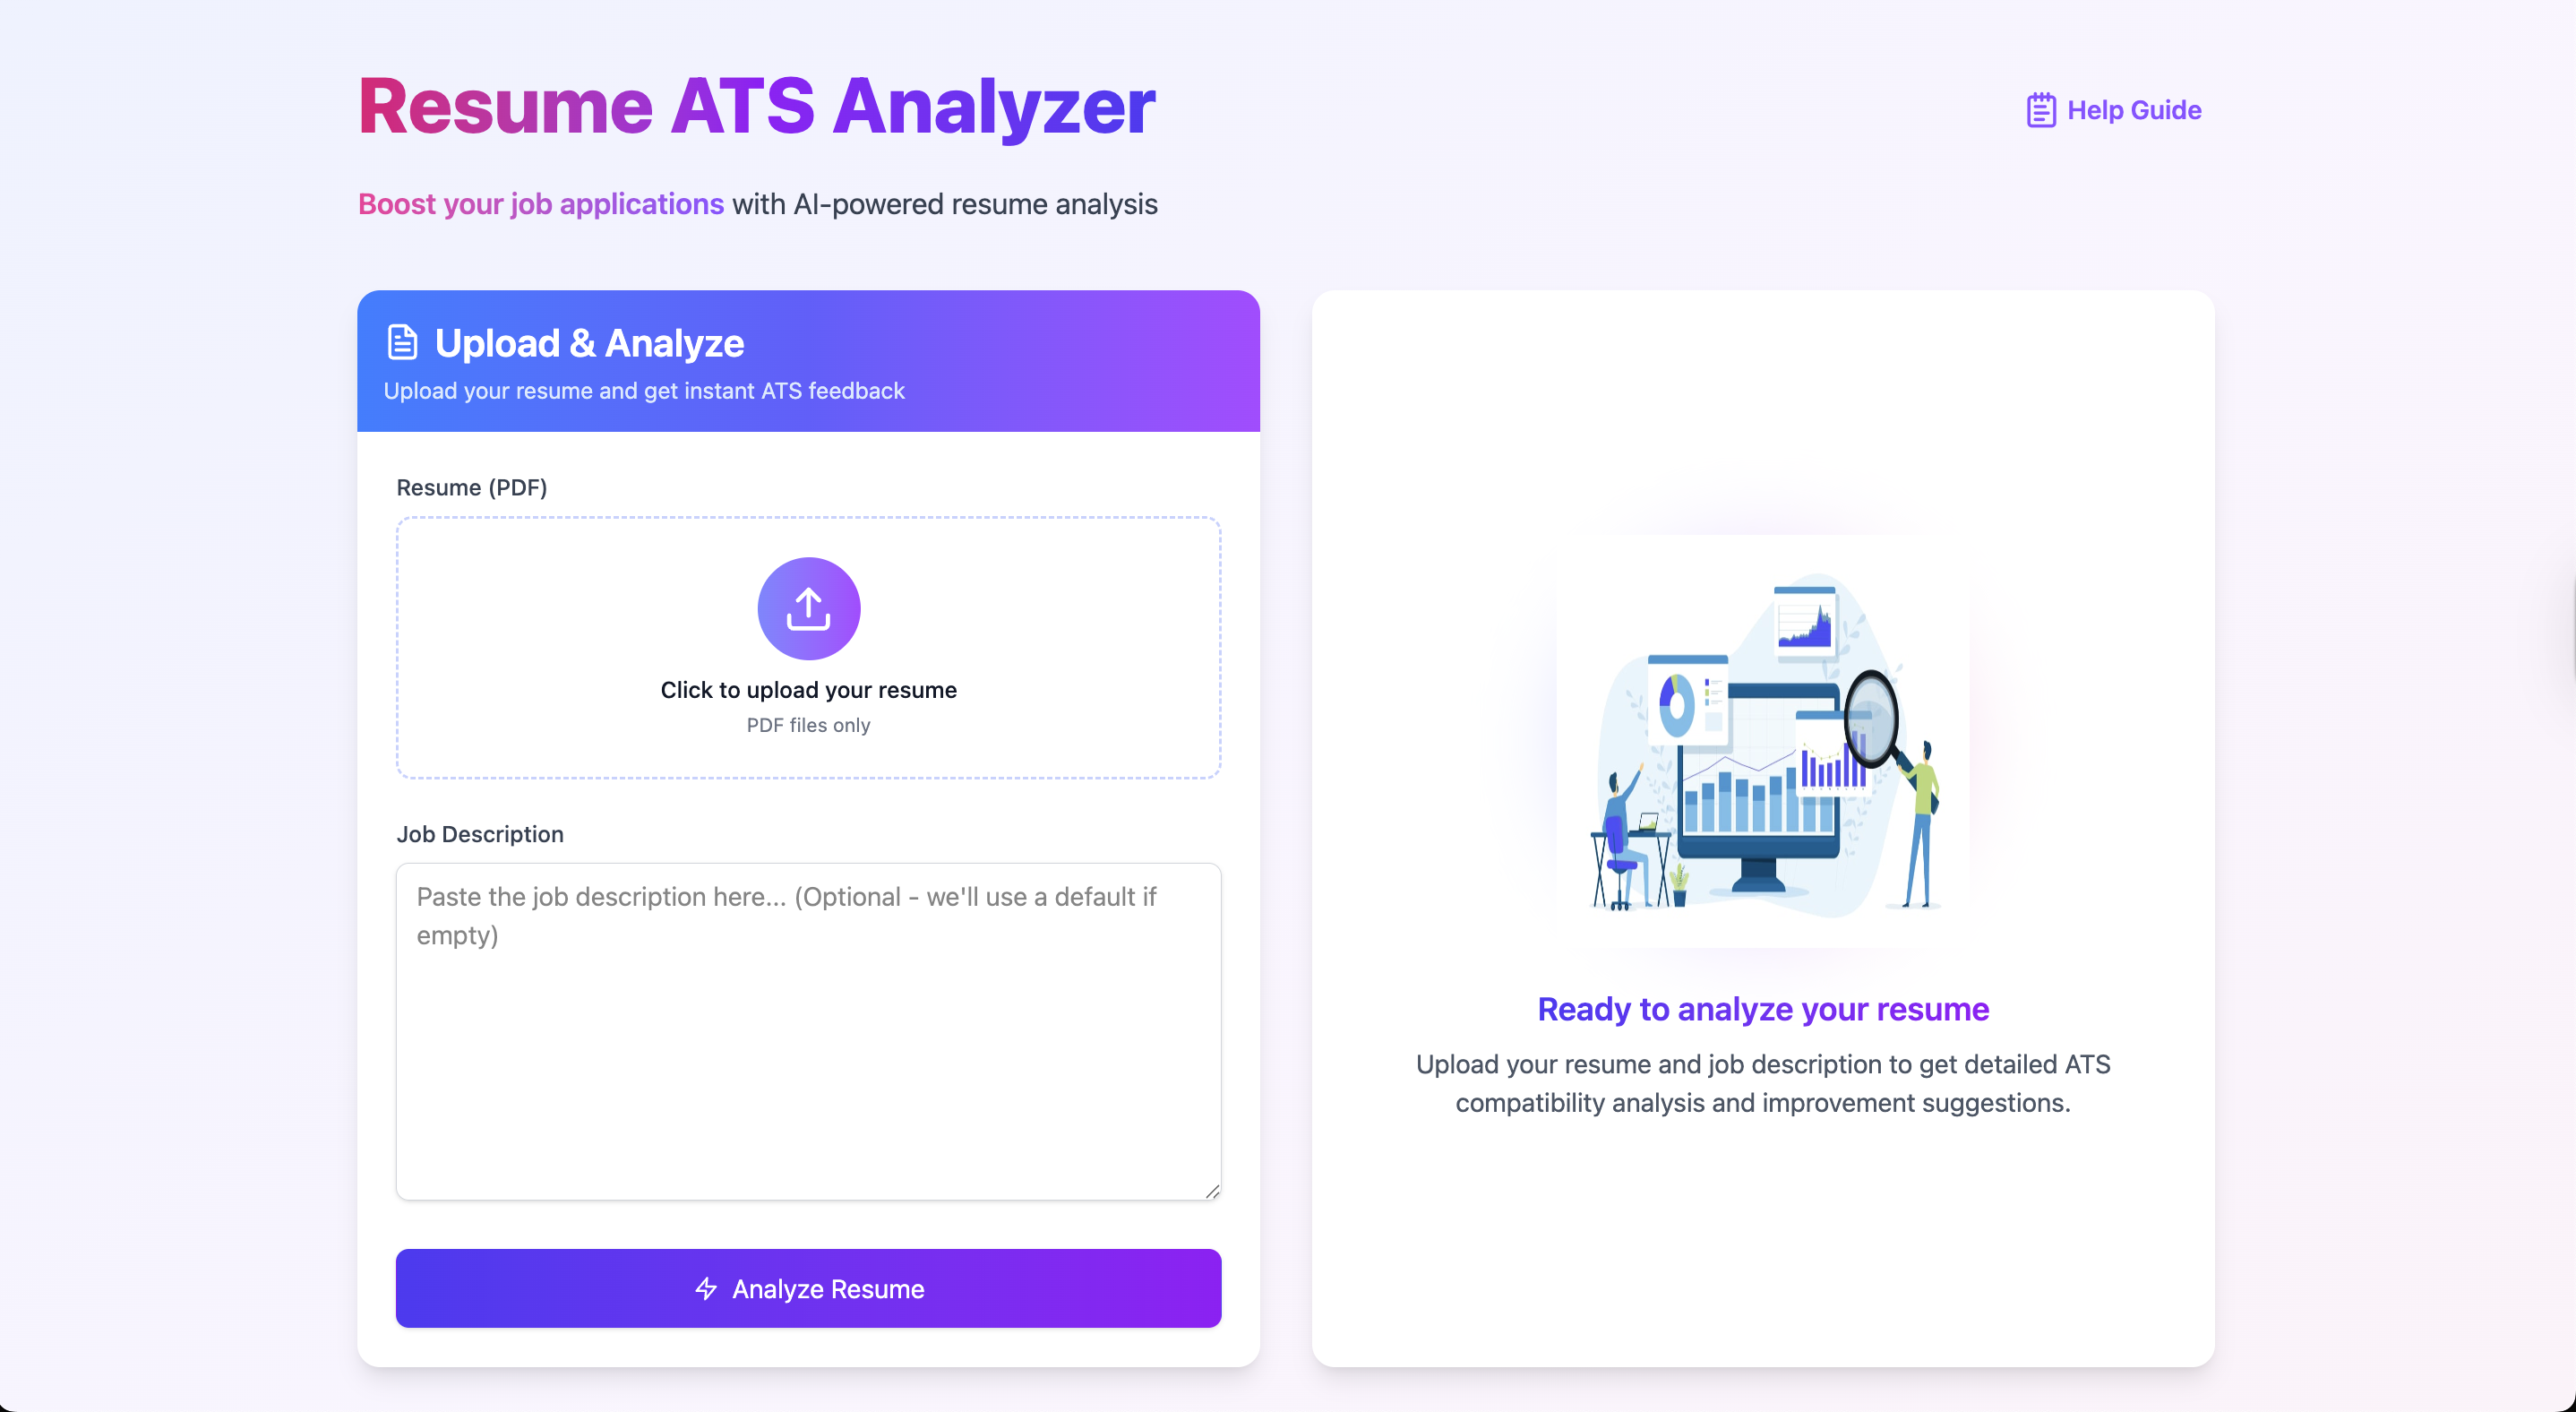 Resume ATS Analyzer
Help Guide
Boost your job applications with AI-powered resume analysis
Upload & Analyze
Upload your resume and get instant ATS feedback
Resume (PDF)
Click to upload your resume
PDF files only
Job Description
Paste the job description here... (Optional - we'll use a default if
empty)
Analyze Resume
Ready to analyze your resume
Upload your resume and job description to get detailed ATS
compatibility analysis and improvement suggestions.